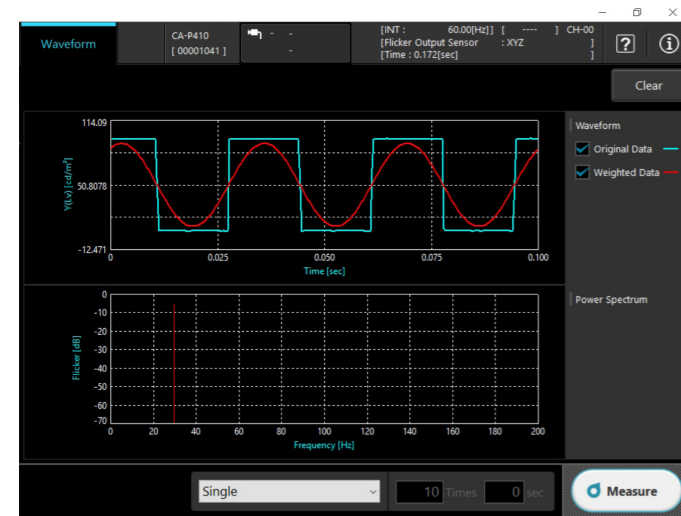 Waveform
CA-P410
[ 00001041 ]
1 - -
-
[INT : 60.00[Hz]] [ ---- ] CH-00
[Flicker Output Sensor : XYZ ]
[Time : 0.172[sec] ]
Clear
114.09
50.8078
-12.471
Y(Lv) [cd/m²]
0 0.025 0.050 0.075 0.100
Time [sec]
Waveform
Original Data
Weighted Data
0
-10
-20
-30
-40
-50
-60
-70
Flicker [dB]
0 20 40 60 80 100 120 140 160 180 200
Frequency [Hz]
Power Spectrum
Single
10 Times 0 sec
Measure